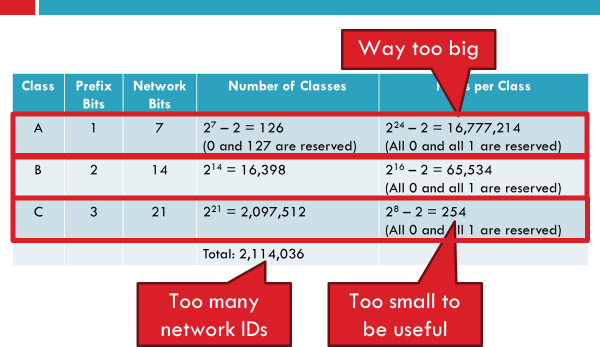 Way too big
Class Prefix Bits Network Bits Number of Classes per Class
A 1 7 2⁷ – 2 = 126 2²⁴ – 2 = 16,777,214
(0 and 127 are reserved) (All 0 and all 1 are reserved)
B 2 14 2¹⁴ = 16,398 2¹⁶ – 2 = 65,534
(All 0 and all 1 are reserved)
C 3 21 2²¹ = 2,097,512 2⁸ – 2 = 254
(All 0 and all 1 are reserved)
Total: 2,114,036
Too many
network IDs
Too small to
be useful